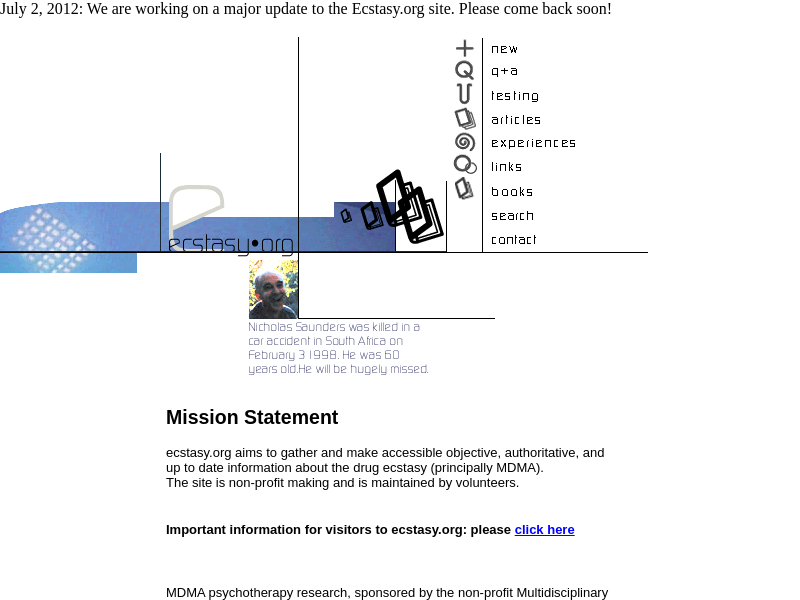 July 2, 2012: We are working on a major update to the Ecstasy.org site. Please come back soon!
new
q+a
testing
articles
experiences
links
books
search
contact
ecstasy•org
Nicholas Saunders was killed in a
car accident in South Africa on
February 3 1998. He was 60
years old.He will be hugely missed.
Mission Statement
ecstasy.org aims to gather and make accessible objective, authoritative, and
up to date information about the drug ecstasy (principally MDMA).
The site is non-profit making and is maintained by volunteers.
Important information for visitors to ecstasy.org: please click here
MDMA psychotherapy research, sponsored by the non-profit Multidisciplinary